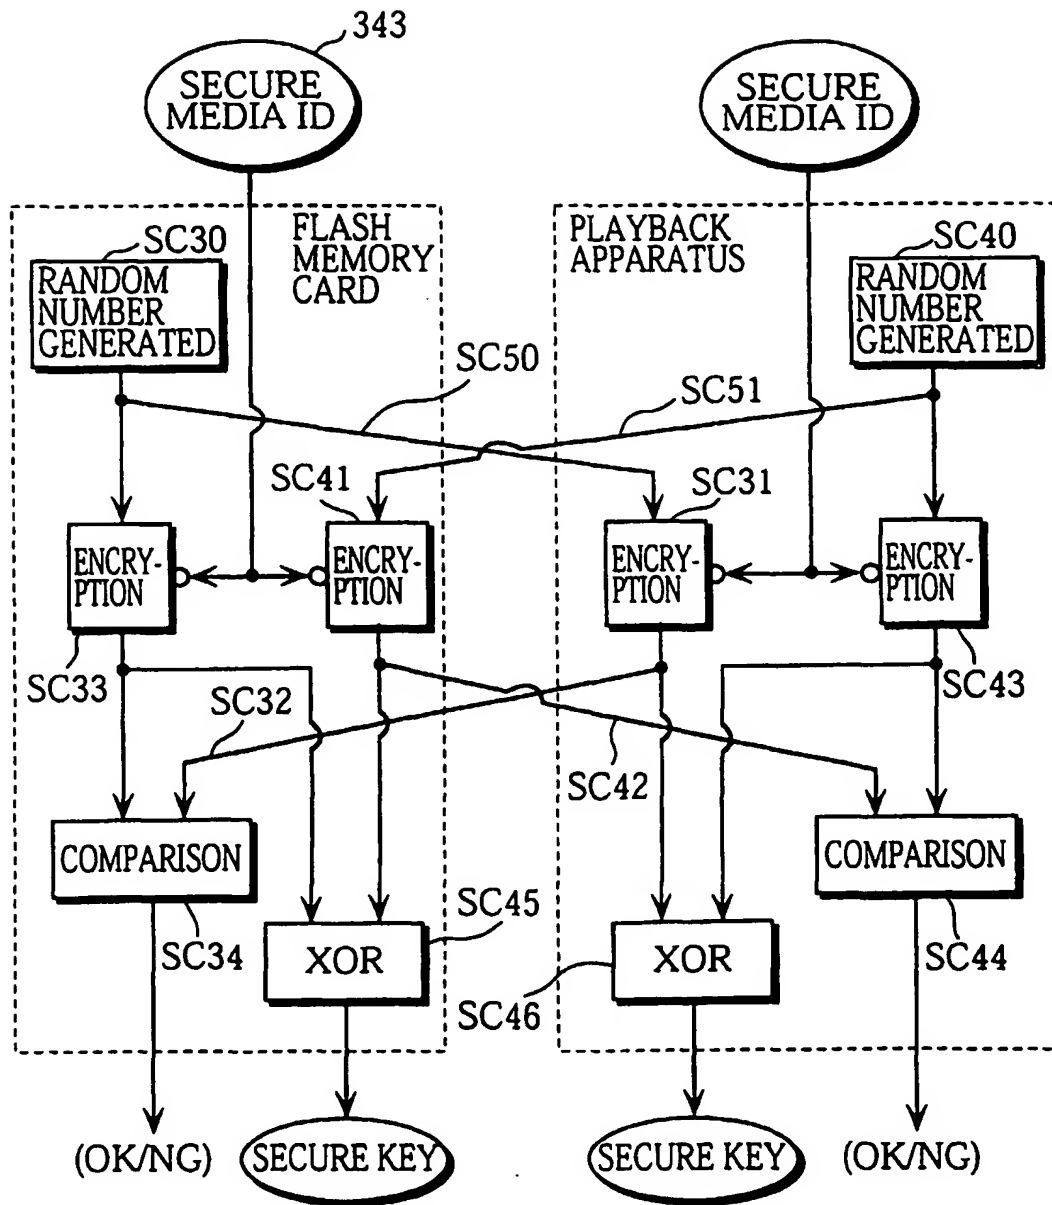 343
SECURE
MEDIA ID
SECURE
MEDIA ID
FLASH
MEMORY
CARD
PLAYBACK
APPARATUS
SC30
RANDOM
NUMBER
GENERATED
SC40
RANDOM
NUMBER
GENERATED
SC50
SC51
SC41
SC31
ENCRY-
PTION
ENCRY-
PTION
ENCRY-
PTION
ENCRY-
PTION
SC33
SC32
SC42
SC43
COMPARISON
COMPARISON
SC34
SC45
XOR
XOR
SC46
SC44
(OK/NG)
SECURE KEY
SECURE KEY
(OK/NG)